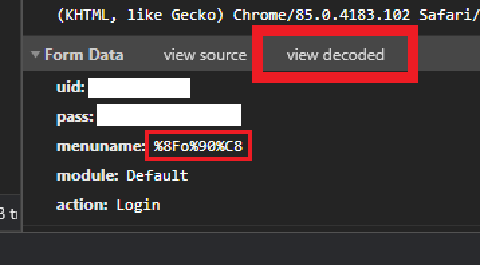 (KHTML, like Gecko) Chrome/85.0.4183.102 Safari/
▼ Form Data view source view decoded
uid:
pass:
menuname: %8Fo%90%C8
module: Default
action: Login